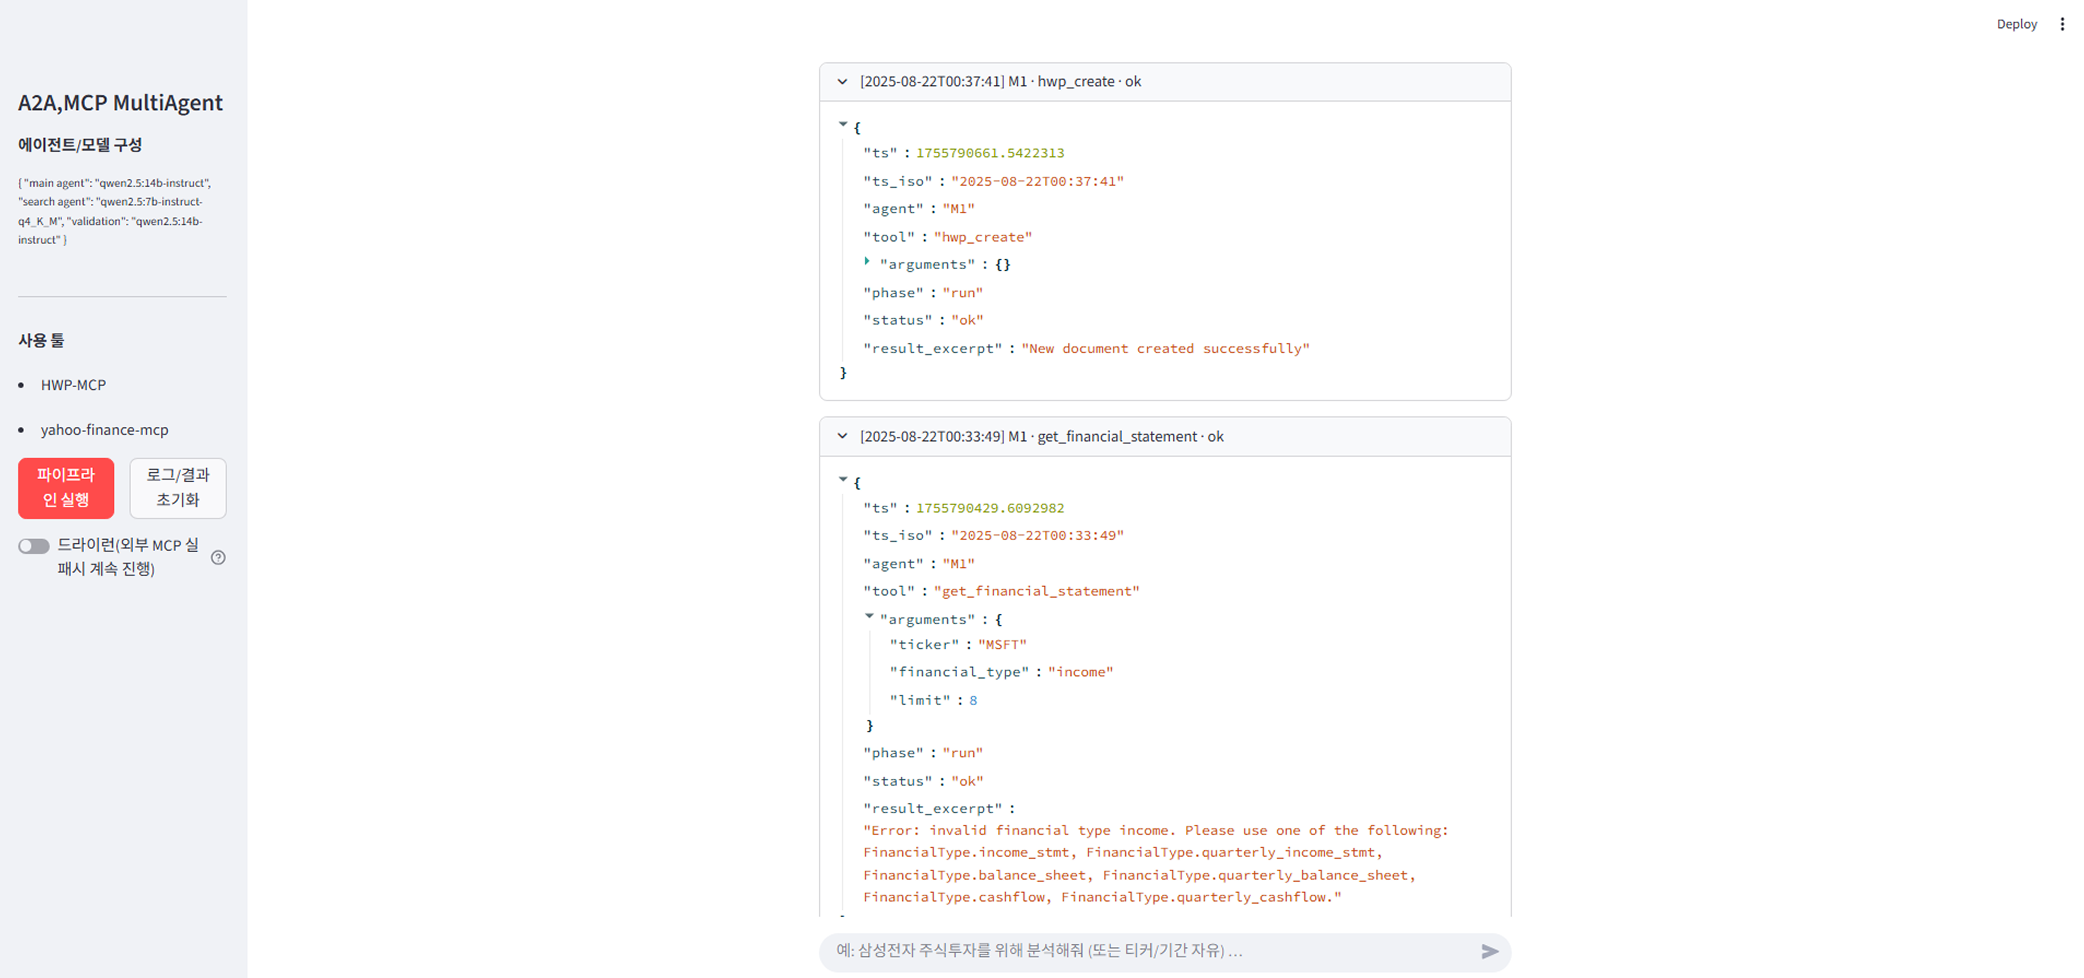 Deploy
A2A,MCP MultiAgent
에이전트/모델 구성
{ "main agent": "qwen2.5:14b-instruct",
"search agent": "qwen2.5:7b-instruct-
q4_K_M", "validation": "qwen2.5:14b-
instruct" }
사용 툴
HWP-MCP
yahoo-finance-mcp
파이프라
인 실행
로그/결과
초기화
드라이런(외부 MCP 실
패시 계속 진행)
[2025-08-22T00:37:41] M1 · hwp_create · ok
{
"ts" : 1755790661.5422313
"ts_iso" : "2025-08-22T00:37:41"
"agent" : "M1"
"tool" : "hwp_create"
"arguments" : {}
"phase" : "run"
"status" : "ok"
"result_excerpt" : "New document created successfully"
}
[2025-08-22T00:33:49] M1 · get_financial_statement · ok
{
"ts" : 1755790429.6092982
"ts_iso" : "2025-08-22T00:33:49"
"agent" : "M1"
"tool" : "get_financial_statement"
"arguments" : {
"ticker" : "MSFT"
"financial_type" : "income"
"limit" : 8
}
"phase" : "run"
"status" : "ok"
"result_excerpt" :
"Error: invalid financial type income. Please use one of the following:
FinancialType.income_stmt, FinancialType.quarterly_income_stmt,
FinancialType.balance_sheet, FinancialType.quarterly_balance_sheet,
FinancialType.cashflow, FinancialType.quarterly_cashflow."
예: 삼성전자 주식투자를 위해 분석해줘 (또는 티커/기간 자유) …